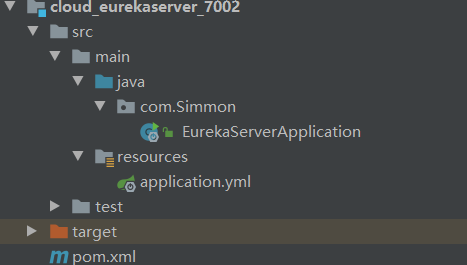 cloud_eurekaserver_7002
src
main
java
com.Simmon
EurekaServerApplication
resources
application.yml
test
target
pom.xml